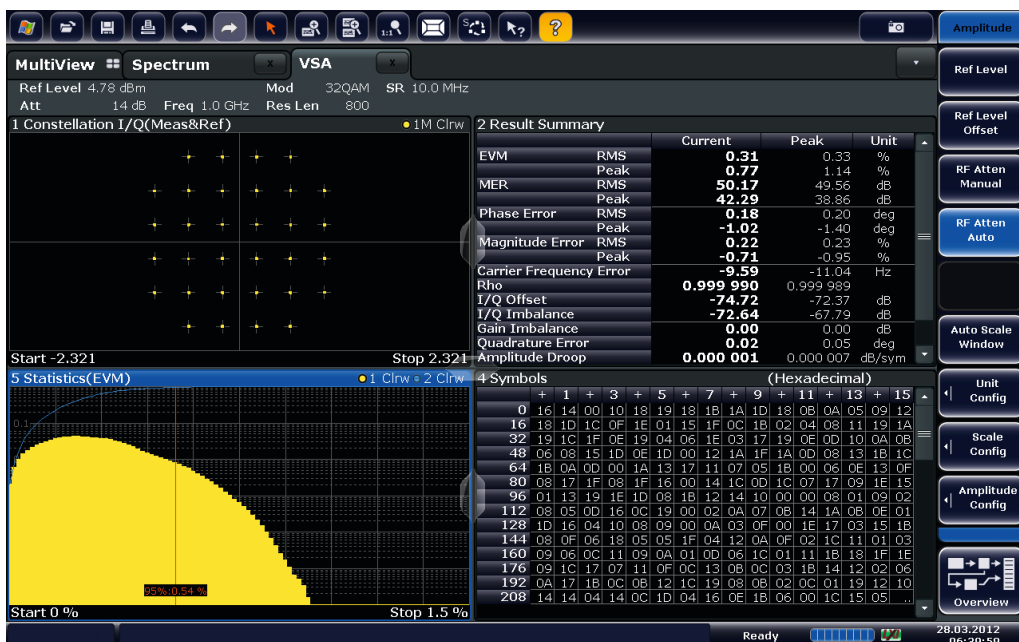 1:1
S
?
?
Amplitude
MultiView Spectrum x VSA x
Ref Level 4.78 dBm Mod 32QAM SR 10.0 MHz
Att 14 dB Freq 1.0 GHz Res Len 800
1 Constellation I/Q(Meas&Ref) 1M Clrw
Start -2.321 Stop 2.321
2 Result Summary
Current Peak Unit
EVM RMS 0.31 0.33 %
Peak 0.77 1.14 %
MER RMS 50.17 49.56 dB
Peak 42.29 38.86 dB
Phase Error RMS 0.18 0.20 deg
Peak -1.02 -1.40 deg
Magnitude Error RMS 0.22 0.23 %
Peak -0.71 -0.95 %
Carrier Frequency Error -9.59 -11.04 Hz
Rho 0.999 990 0.999 989
I/Q Offset -74.72 -72.37 dB
I/Q Imbalance -72.64 -67.79 dB
Gain Imbalance 0.00 0.00 dB
Quadrature Error 0.02 0.05 deg
Amplitude Droop 0.000 001 0.000 007 dB/sym
5 Statistics(EVM) 1 Clrw 2 Clrw
0.1
95%:0.54 %
Start 0 % Stop 1.5 %
4 Symbols (Hexadecimal)
+ 1 + 3 + 5 + 7 + 9 + 11 + 13 + 15
0 16 14 00 10 18 19 18 1B 1A 1D 18 0B 0A 05 09 12
16 18 1D 1C 0F 1E 01 15 1F 0C 1B 02 04 08 11 19 1A
32 19 1C 1F 0E 19 04 06 1E 03 17 19 0E 0D 10 0A 0B
48 06 08 15 1D 0E 1D 00 12 1A 1F 1A 0D 08 13 1B 1C
64 1B 0A 0D 00 1A 13 17 11 07 05 1B 00 06 0E 13 0F
80 08 17 1F 08 1F 16 00 14 1C 0D 1C 07 17 09 1E 15
96 01 13 19 1E 1D 08 1B 12 14 10 00 00 08 01 09 02
112 08 05 0D 16 0C 19 00 02 0A 07 0B 14 1A 0B 0E 01
128 1D 16 04 10 08 09 00 0A 03 0F 00 1E 17 03 15 1B
144 08 0F 06 18 05 05 1F 04 12 0A 0F 02 1C 11 01 03
160 09 06 0C 11 09 0A 01 0D 06 1C 01 11 1B 18 1F 1E
176 09 1C 17 07 11 0F 0C 13 0B 0C 03 1B 14 12 02 06
192 0A 17 1B 0C 0B 12 1C 19 08 0B 02 0C 01 19 12 10
208 14 14 04 14 0C 1D 04 16 0E 1B 06 00 1C 15 05 ..
Ref Level
Ref Level
Offset
RF Atten
Manual
RF Atten
Auto
Auto Scale
Window
Unit
Config
Scale
Config
Amplitude
Config
Overview
Ready
28.03.2012
06:39:59